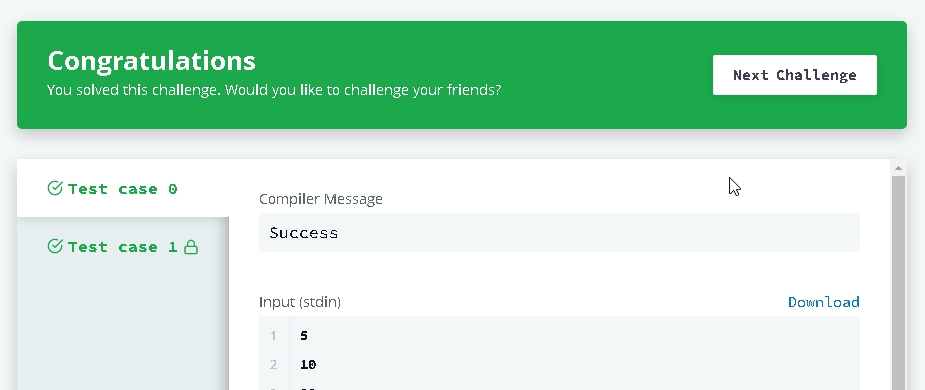 Congratulations
You solved this challenge. Would you like to challenge your friends?
Next Challenge
Test case 0
Test case 1
Compiler Message
Success
Input (stdin)
Download
1 5
2 10